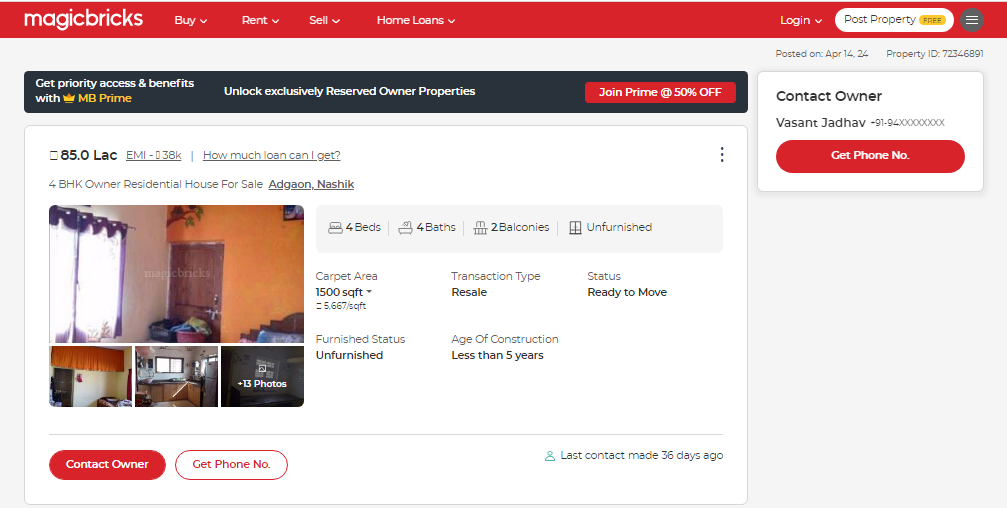 magicbricks
Buy
Rent
Sell
Home Loans
Login
Post Property FREE
Posted on: Apr 14, 24
Property ID: 72346891
Get priority access & benefits
with MB Prime
Unlock exclusively Reserved Owner Properties
Join Prime @ 50% OFF
Contact Owner
Vasant Jadhav +91-94XXXXXXXX
Get Phone No.
85.0 Lac
EMI - 38k
|
How much loan can I get?
4 BHK Owner Residential House For Sale Adgaon, Nashik
magicbricks
+13 Photos
4 Beds
4 Baths
2 Balconies
Unfurnished
Carpet Area
1500 sqft
5,667/sqft
Transaction Type
Resale
Status
Ready to Move
Furnished Status
Unfurnished
Age Of Construction
Less than 5 years
Contact Owner
Get Phone No.
Last contact made 36 days ago